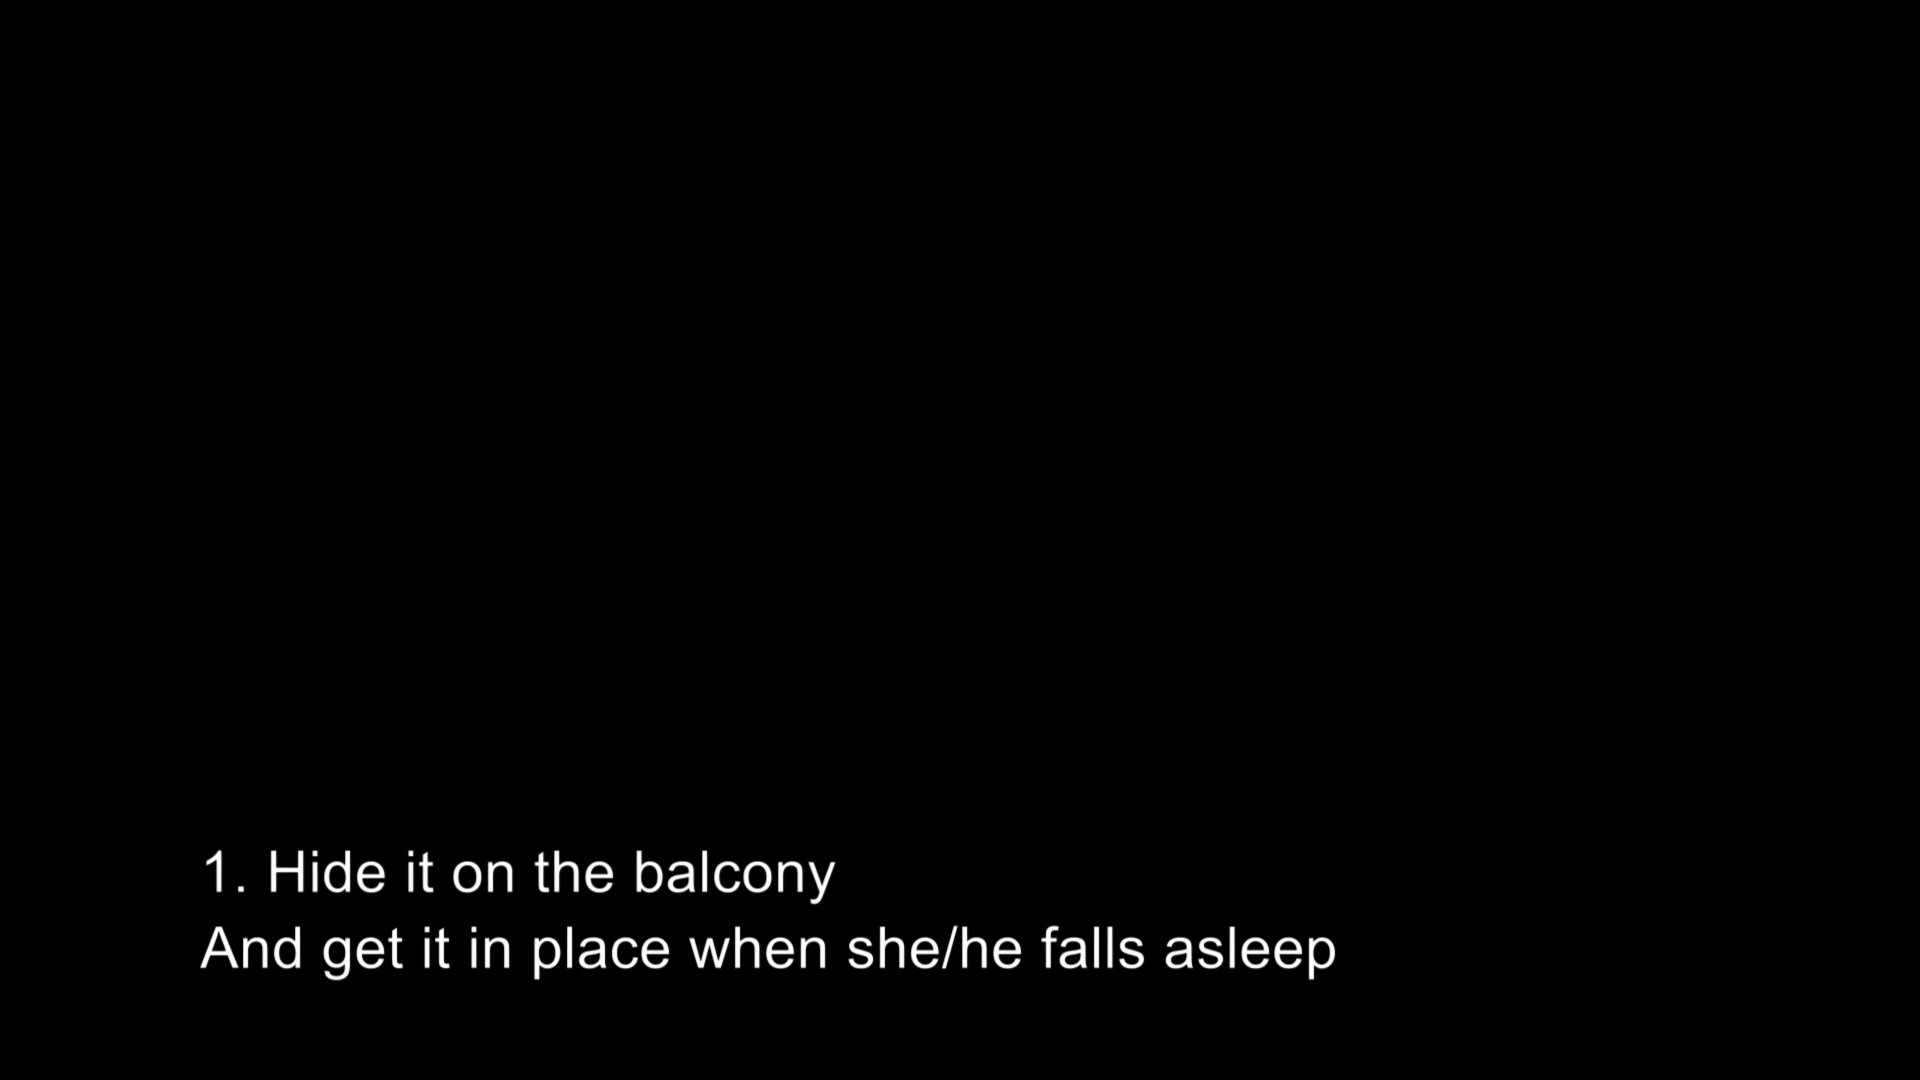 1. Hide it on the balcony
And get it in place when she/he falls asleep